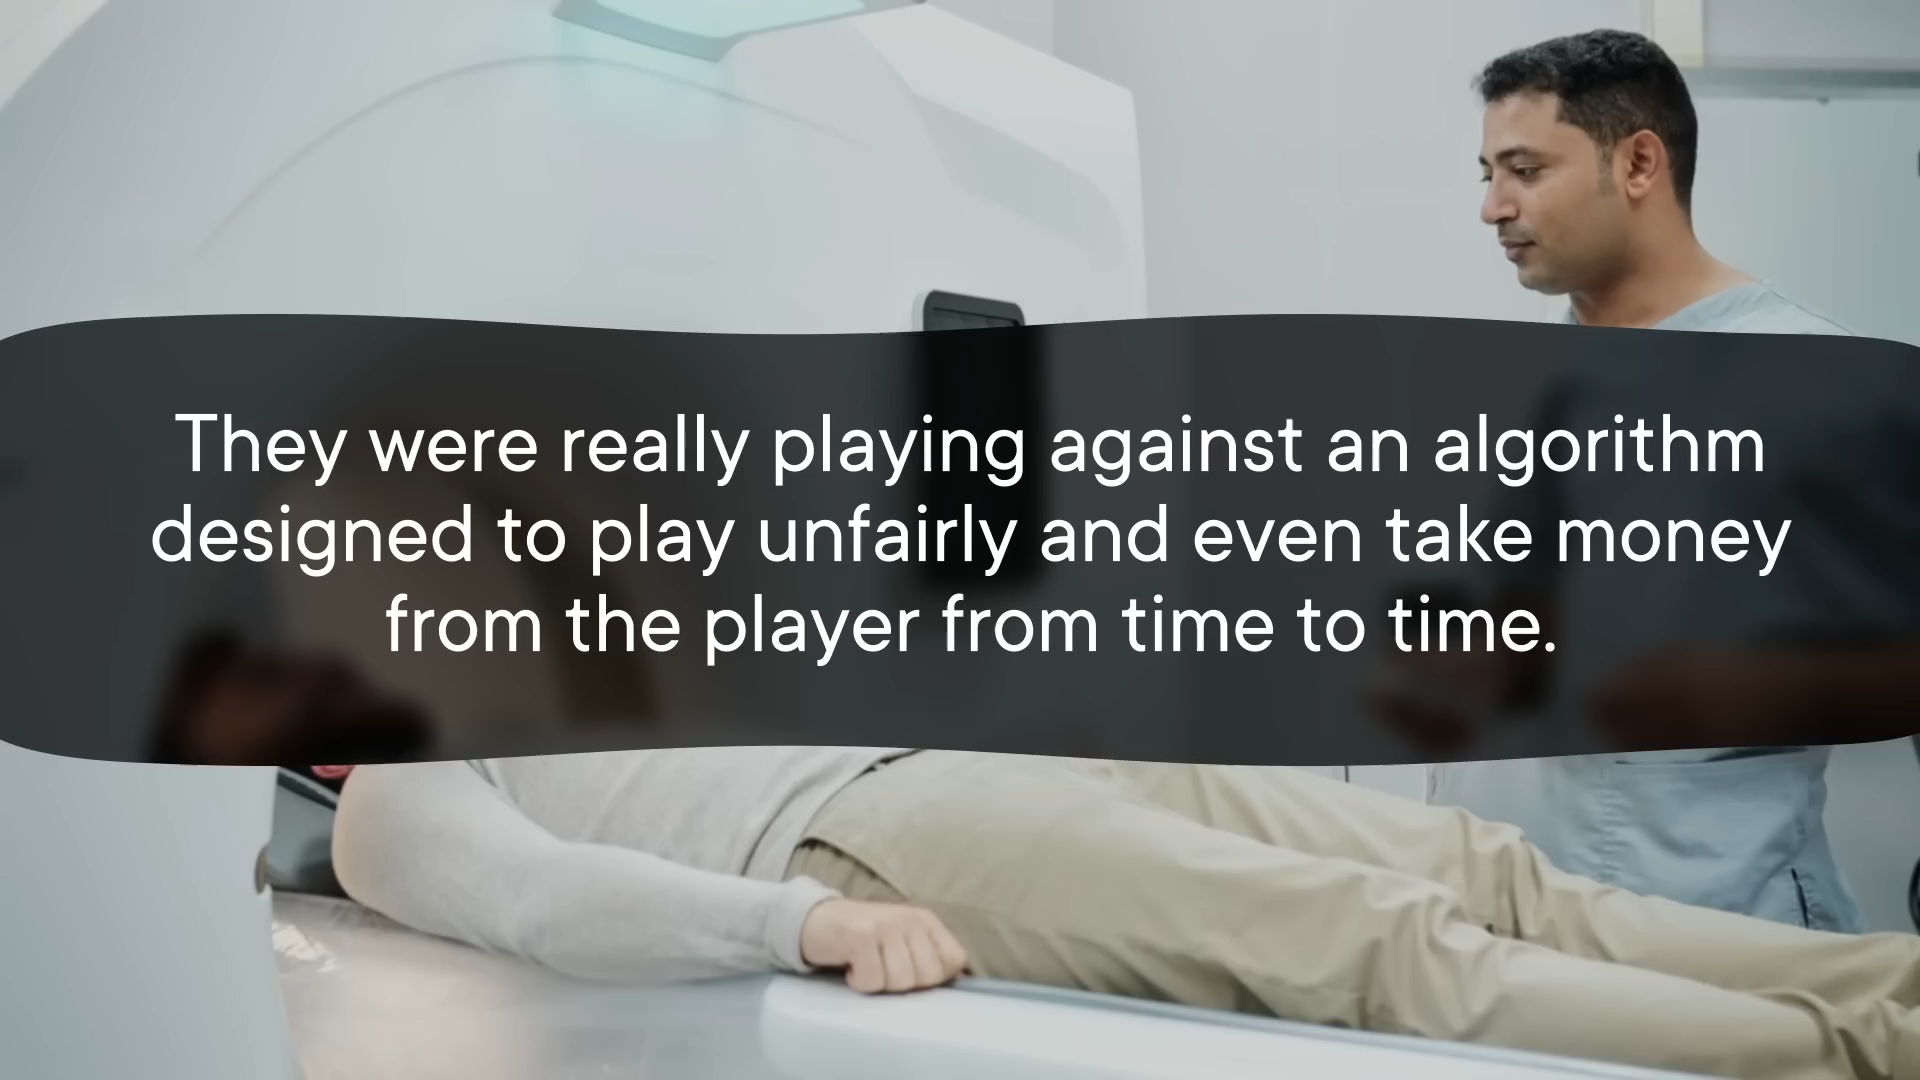 They were really playing against an algorithm
designed to play unfairly and even take money
from the player from time to time.